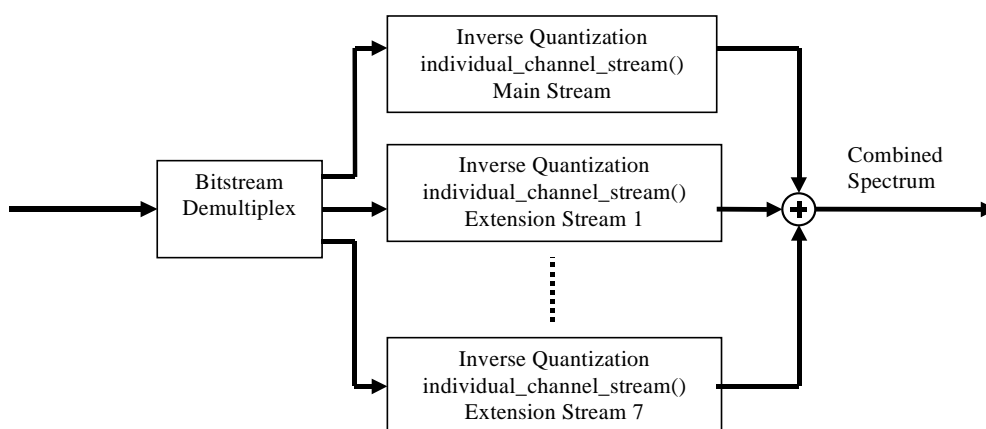 Inverse Quantization
individual_channel_stream()
Main Stream
Bitstream
Demultiplex
Inverse Quantization
individual_channel_stream()
Extension Stream 1
Combined
Spectrum
Inverse Quantization
individual_channel_stream()
Extension Stream 7